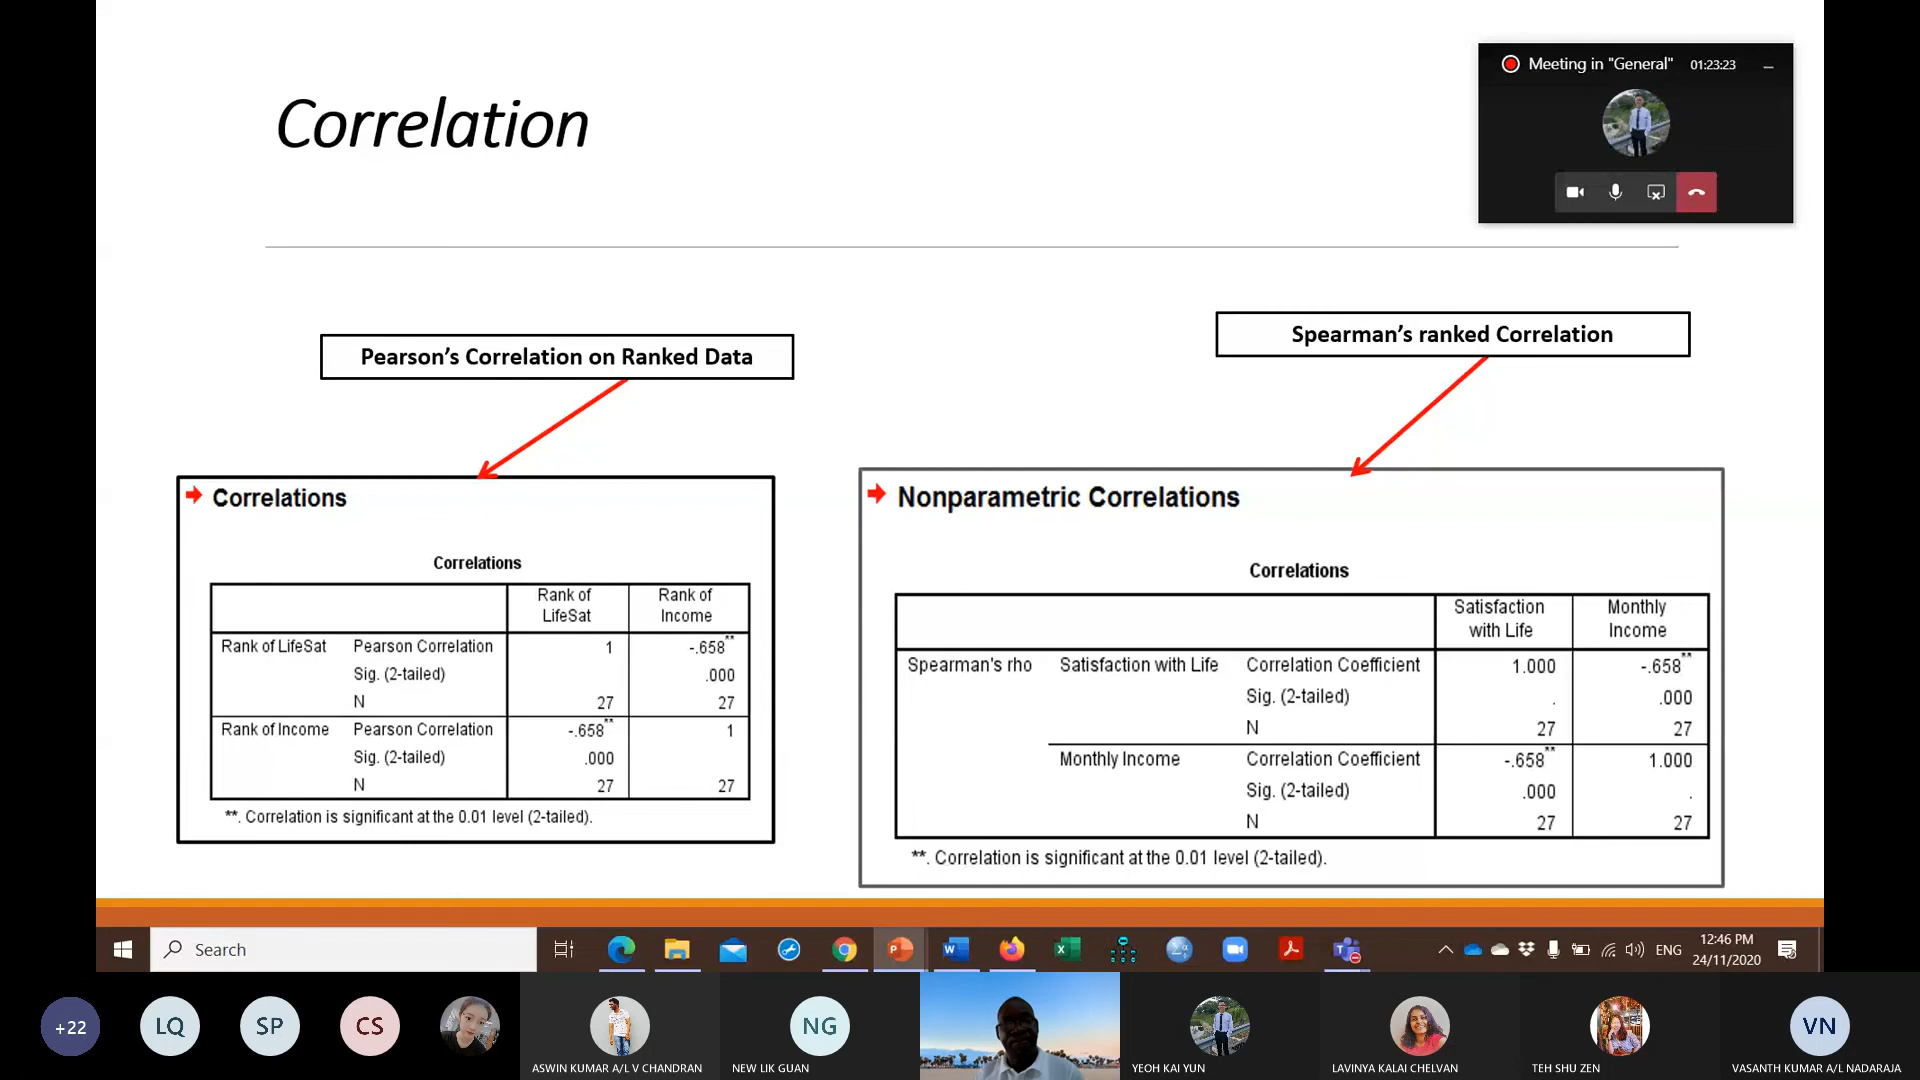 Correlation
Meeting in "General" 01:23:23
Pearson's Correlation on Ranked Data
Spearman's ranked Correlation
Correlations
Correlations
Rank of LifeSat Rank of Income
Rank of LifeSat Pearson Correlation 1 -.658**
Sig. (2-tailed) .000
N 27 27
Rank of Income Pearson Correlation -.658** 1
Sig. (2-tailed) .000
N 27 27
**. Correlation is significant at the 0.01 level (2-tailed).
Nonparametric Correlations
Correlations
Satisfaction with Life Monthly Income
Spearman's rho Satisfaction with Life Correlation Coefficient 1.000 -.658**
Sig. (2-tailed) . .000
N 27 27
Monthly Income Correlation Coefficient -.658** 1.000
Sig. (2-tailed) .000 .
N 27 27
**. Correlation is significant at the 0.01 level (2-tailed).
Search
ENG
12:46 PM
24/11/2020
+22
LQ
SP
CS
ASWIN KUMAR A/L V CHANDRAN
NG
NEW LIK GUAN
YEOH KAI YUN
LAVINYA KALAI CHELVAN
TEH SHU ZEN
VN
VASANTH KUMAR A/L NADARAJA